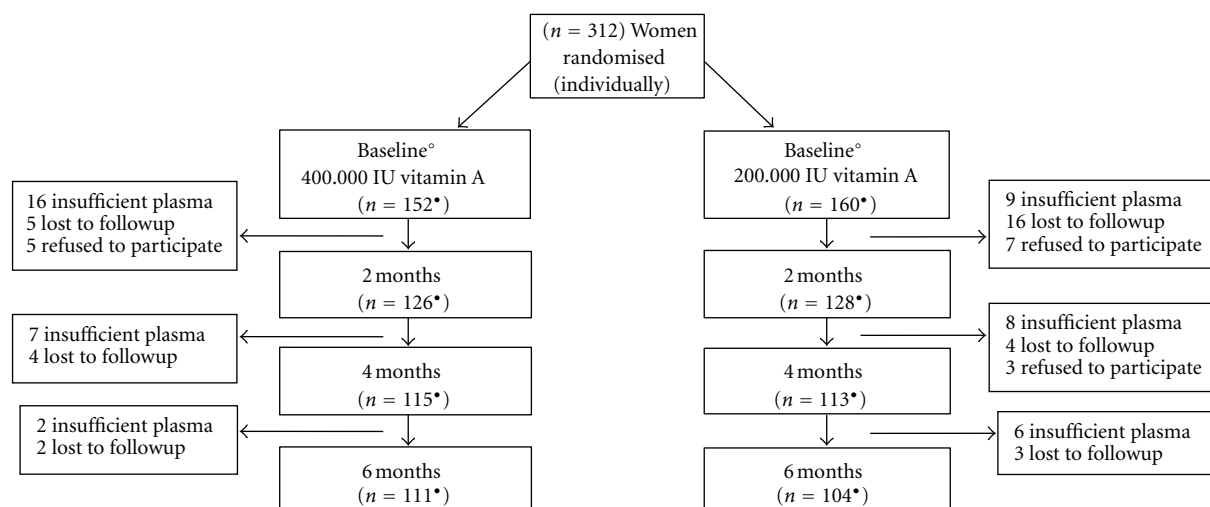 (n = 312) Women
randomised
(individually)
Baseline°
400.000 IU vitamin A
(n = 152•)
Baseline°
200.000 IU vitamin A
(n = 160•)
16 insufficient plasma
5 lost to followup
5 refused to participate
9 insufficient plasma
16 lost to followup
7 refused to participate
2 months
(n = 126•)
2 months
(n = 128•)
7 insufficient plasma
4 lost to followup
8 insufficient plasma
4 lost to followup
3 refused to participate
4 months
(n = 115•)
4 months
(n = 113•)
2 insufficient plasma
2 lost to followup
6 insufficient plasma
3 lost to followup
6 months
(n = 111•)
6 months
(n = 104•)